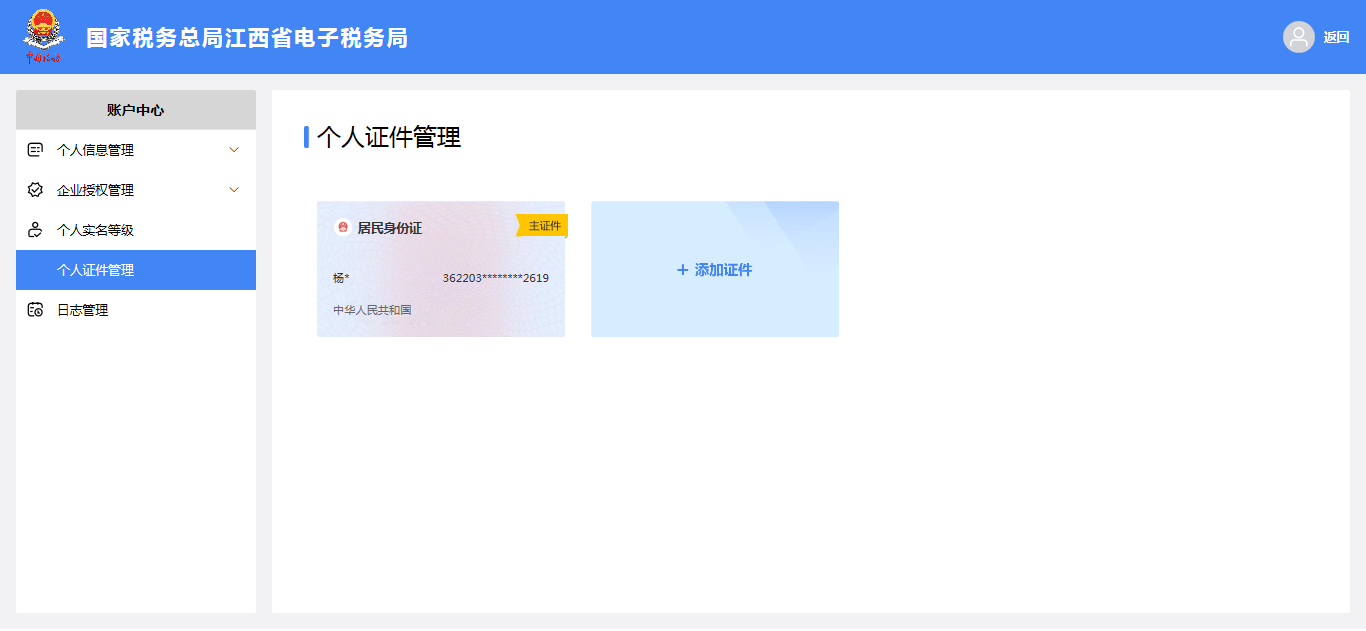 国家税务总局江西省电子税务局
返回
账户中心
个人信息管理
企业授权管理
个人实名等级
个人证件管理
日志管理
个人证件管理
居民身份证
主证件
杨*
362203********2619
中华人民共和国
+ 添加证件